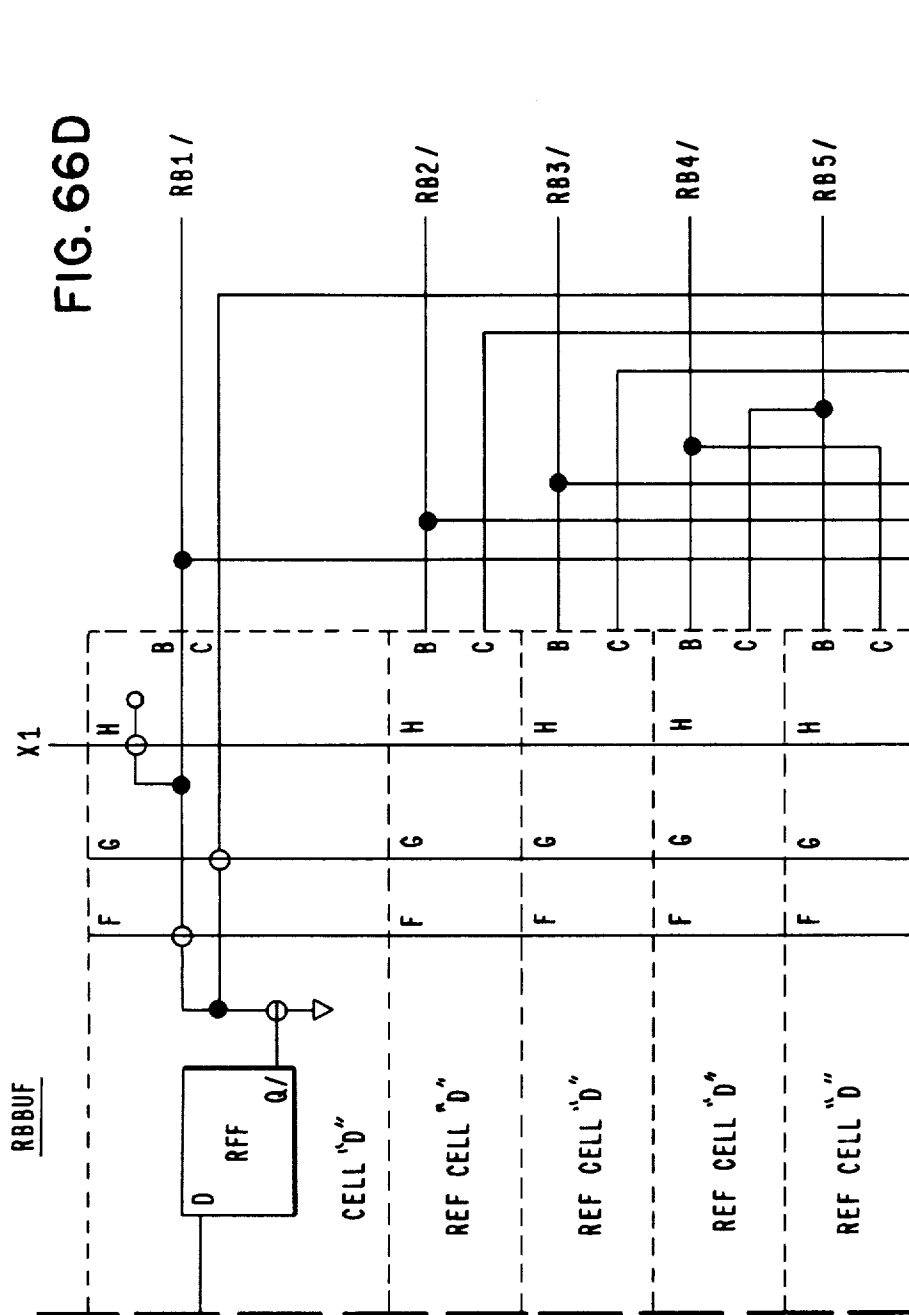 FIG. 66D
RBBUF
X1
F
G
H
B
C
RB1/
D
RFF
Q/
CELL "D"
REF CELL "D"
F
G
H
B
C
RB2/
REF CELL "D"
F
G
H
B
C
RB3/
REF CELL "D"
F
G
H
B
C
RB4/
REF CELL "D"
F
G
H
B
C
RB5/